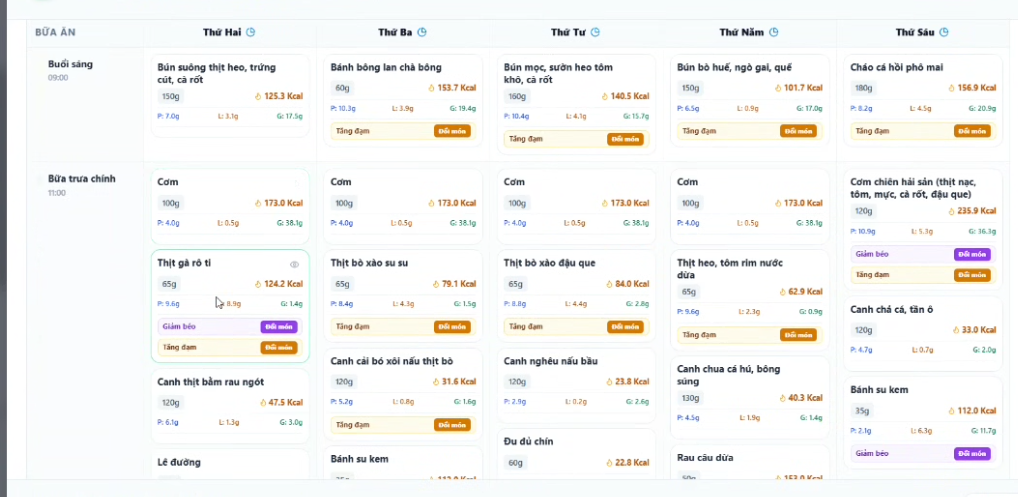 BỮA ĂN
Thứ Hai
Thứ Ba
Thứ Tư
Thứ Năm
Thứ Sáu
Buổi sáng
09:00
Bún suông thịt heo, trứng
cút, cà rốt
150g
125.3 Kcal
P: 7.0g
L: 3.1g
G: 17.5g
Bánh bông lan chà bông
60g
153.7 Kcal
P: 10.3g
L: 3.9g
G: 19.4g
Tăng đạm
Đổi món
Bún mọc, sườn heo tôm
khô, cà rốt
160g
140.5 Kcal
P: 10.4g
L: 4.1g
G: 15.7g
Tăng đạm
Đổi món
Bún bò huế, ngò gai, quế
150g
101.7 Kcal
P: 6.5g
L: 0.9g
G: 17.0g
Tăng đạm
Đổi món
Cháo cá hồi phô mai
180g
156.9 Kcal
P: 8.2g
L: 4.5g
G: 20.9g
Tăng đạm
Đổi món
Bữa trưa chính
11:00
Cơm
100g
173.0 Kcal
P: 4.0g
L: 0.5g
G: 38.1g
Thịt gà rô ti
65g
124.2 Kcal
P: 9.6g
8.9g
G: 1.4g
Giảm béo
Đổi món
Tăng đạm
Đổi món
Canh thịt bằm rau ngót
120g
47.5 Kcal
P: 6.1g
L: 1.3g
G: 3.0g
Lê đường
Cơm
100g
173.0 Kcal
P: 4.0g
L: 0.5g
G: 38.1g
Thịt bò xào su su
65g
79.1 Kcal
P: 8.4g
L: 4.3g
G: 1.5g
Tăng đạm
Đổi món
Canh cải bó xôi nấu thịt bò
120g
31.6 Kcal
P: 5.2g
L: 0.8g
G: 1.6g
Tăng đạm
Đổi món
Bánh su kem
35g
112.0 Kcal
Cơm
100g
173.0 Kcal
P: 4.0g
L: 0.5g
G: 38.1g
Thịt bò xào đậu que
65g
84.0 Kcal
P: 8.8g
L: 4.4g
G: 2.8g
Tăng đạm
Đổi món
Canh nghêu nấu bầu
120g
23.8 Kcal
P: 2.9g
L: 0.2g
G: 2.6g
Đu đủ chín
60g
22.8 Kcal
Cơm
100g
173.0 Kcal
P: 4.0g
L: 0.5g
G: 38.1g
Thịt heo, tôm rim nước
dừa
65g
62.9 Kcal
P: 9.6g
L: 2.3g
G: 0.9g
Tăng đạm
Đổi món
Canh chua cá hú, bông
súng
130g
40.3 Kcal
P: 4.5g
L: 1.9g
G: 1.4g
Rau câu dừa
50g
153.0 Kcal
Cơm chiên hải sản (thịt nạc,
tôm, mực, cà rốt, đậu que)
120g
235.9 Kcal
P: 10.9g
L: 5.3g
G: 36.3g
Giảm béo
Đổi món
Tăng đạm
Đổi món
Canh chả cá, tần ô
120g
33.0 Kcal
P: 4.7g
L: 0.7g
G: 2.0g
Bánh su kem
35g
112.0 Kcal
P: 2.1g
L: 6.3g
G: 11.7g
Giảm béo
Đổi món